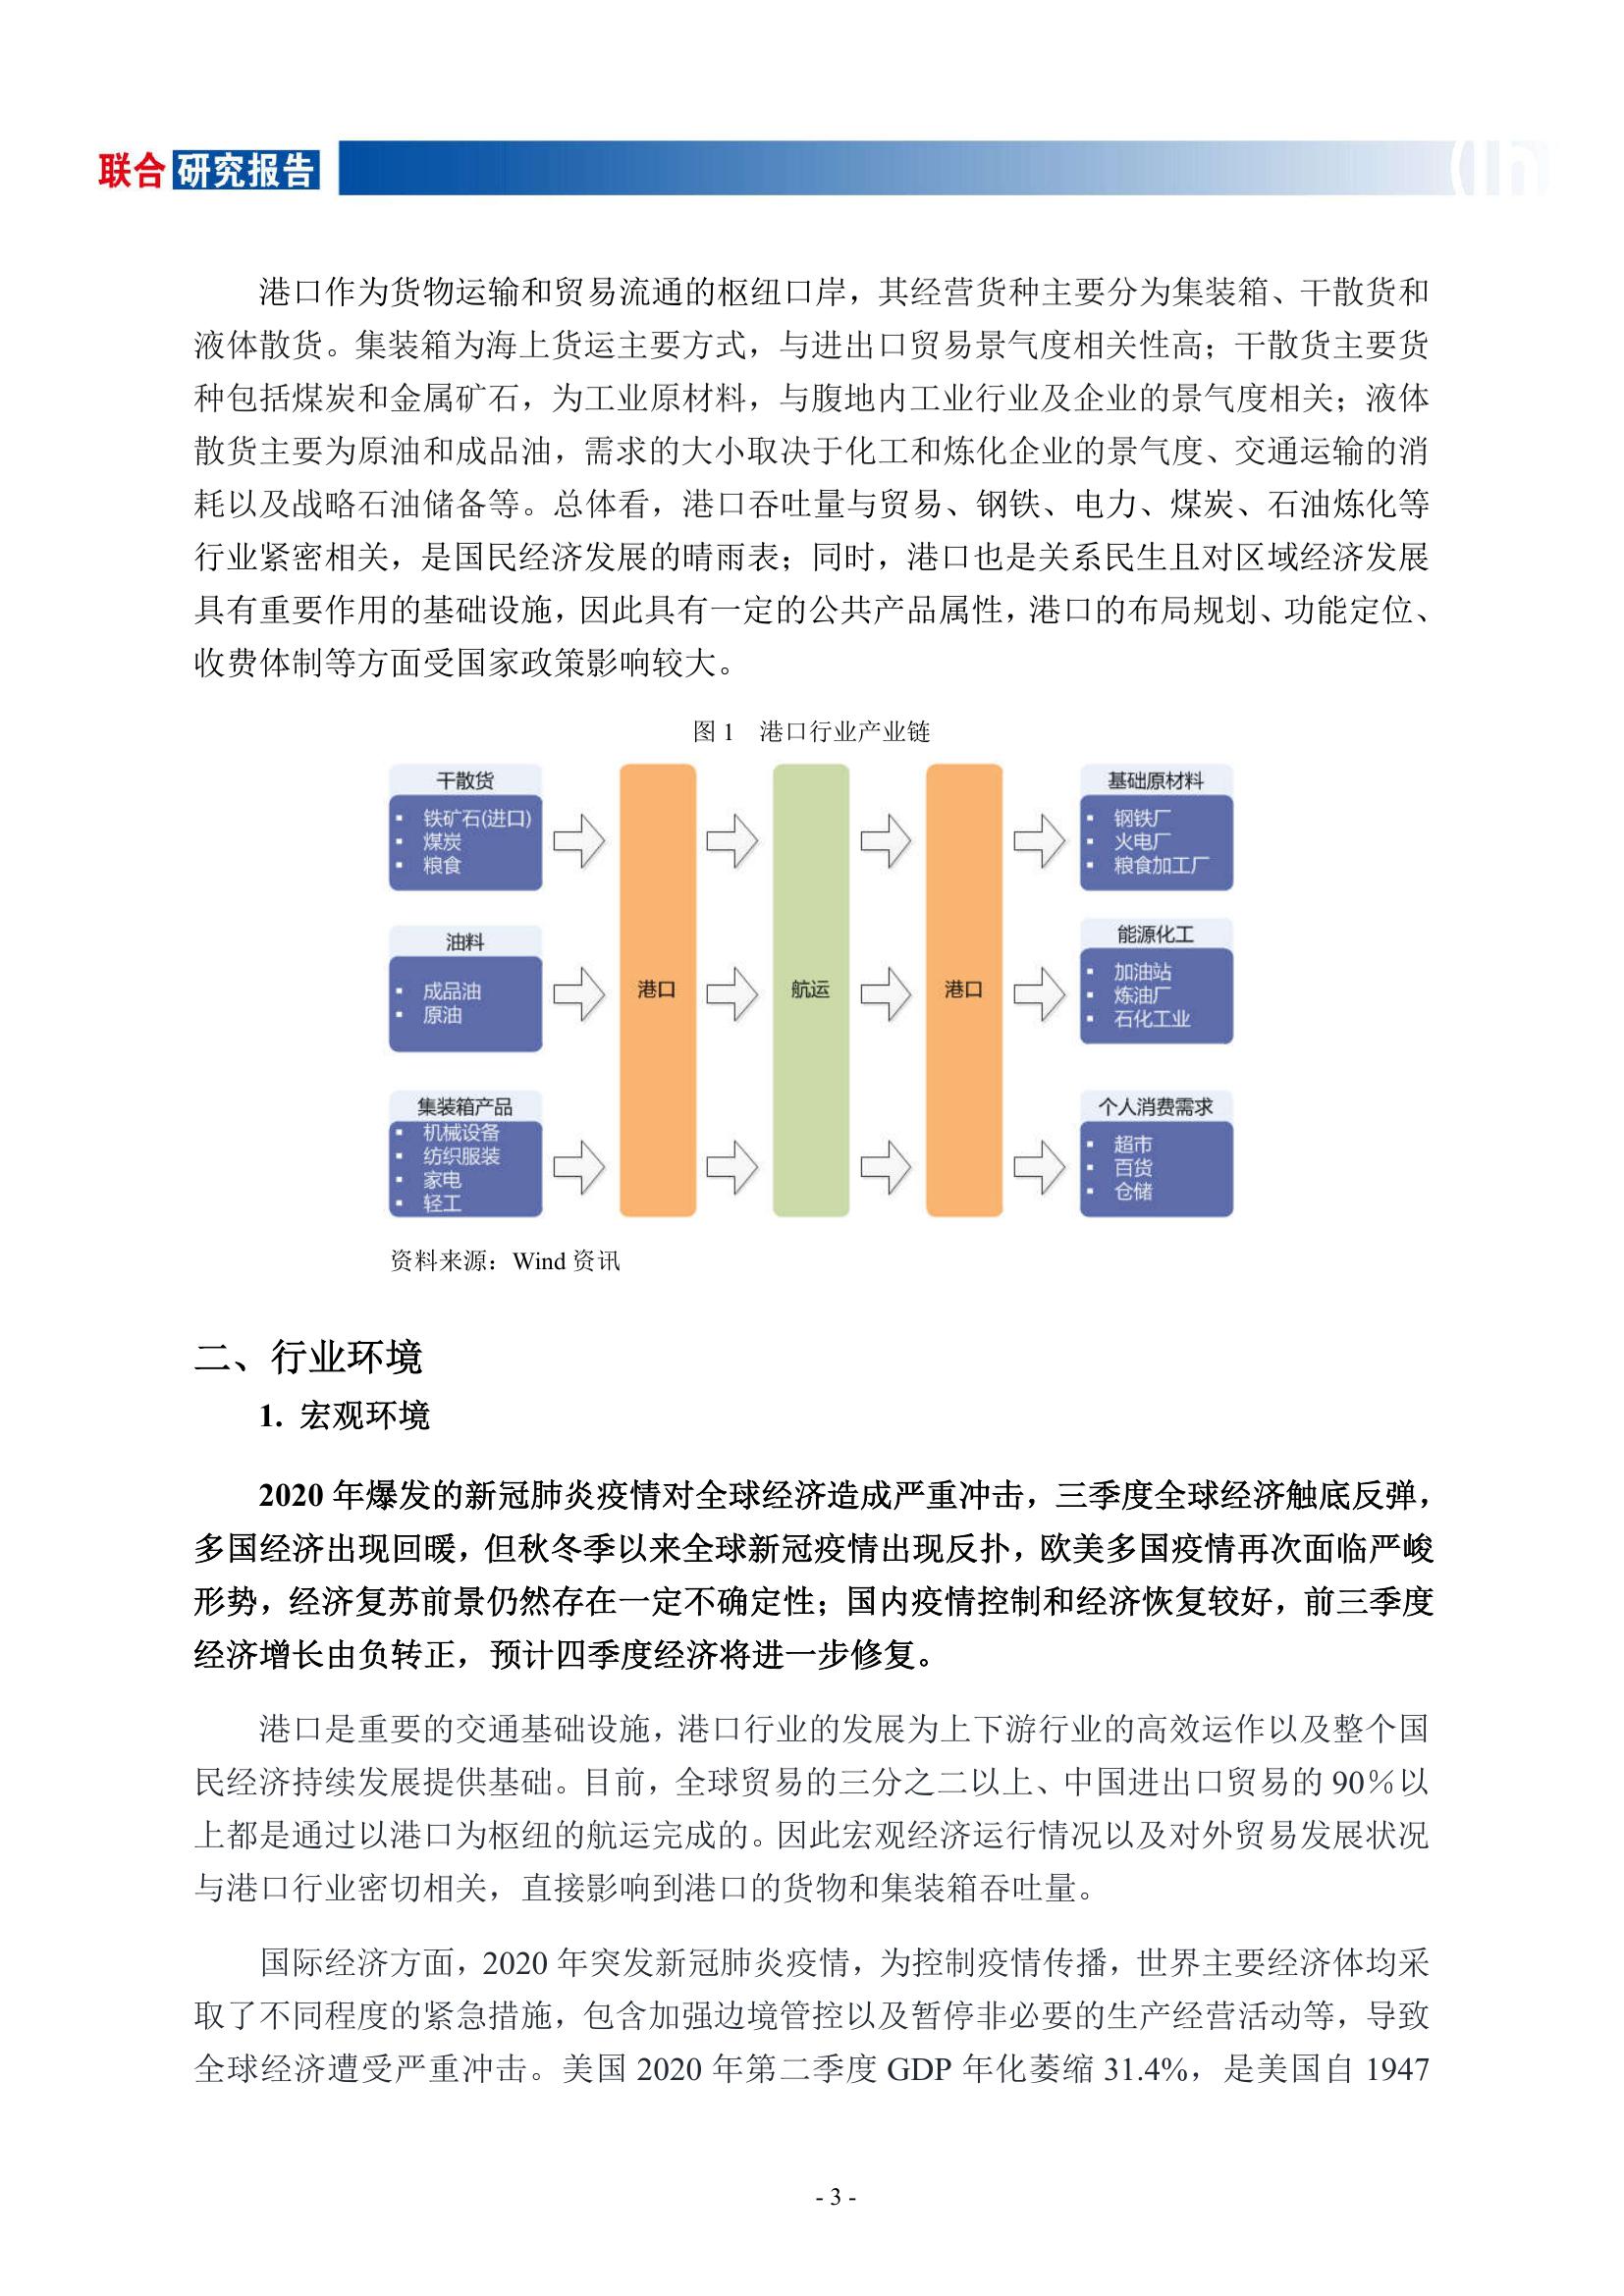 联合 研究报告
港口作为货物运输和贸易流通的枢纽口岸，其经营货种主要分为集装箱、干散货和
液体散货。集装箱为海上货运主要方式，与进出口贸易景气度相关性高；干散货主要货
种包括煤炭和金属矿石，为工业原材料，与腹地内工业行业及企业的景气度相关；液体
散货主要为原油和成品油，需求的大小取决于化工和炼化企业的景气度、交通运输的消
耗以及战略石油储备等。总体看，港口吞吐量与贸易、钢铁、电力、煤炭、石油炼化等
行业紧密相关，是国民经济发展的晴雨表；同时，港口也是关系民生且对区域经济发展
具有重要作用的基础设施，因此具有一定的公共产品属性，港口的布局规划、功能定位、
收费体制等方面受国家政策影响较大。
图 1 港口行业产业链
干散货
▪ 铁矿石(进口)
▪ 煤炭
▪ 粮食
油料
▪ 成品油
▪ 原油
集装箱产品
▪ 机械设备
▪ 纺织服装
▪ 家电
▪ 轻工
港口
航运
港口
基础原材料
▪ 钢铁厂
▪ 火电厂
▪ 粮食加工厂
能源化工
▪ 加油站
▪ 炼油厂
▪ 石化工业
个人消费需求
▪ 超市
▪ 百货
▪ 仓储
资料来源：Wind 资讯
二、行业环境
1. 宏观环境
2020 年爆发的新冠肺炎疫情对全球经济造成严重冲击，三季度全球经济触底反弹，
多国经济出现回暖，但秋冬季以来全球新冠疫情出现反扑，欧美多国疫情再次面临严峻
形势，经济复苏前景仍然存在一定不确定性；国内疫情控制和经济恢复较好，前三季度
经济增长由负转正，预计四季度经济将进一步修复。
港口是重要的交通基础设施，港口行业的发展为上下游行业的高效运作以及整个国
民经济持续发展提供基础。目前，全球贸易的三分之二以上、中国进出口贸易的 90％以
上都是通过以港口为枢纽的航运完成的。因此宏观经济运行情况以及对外贸易发展状况
与港口行业密切相关，直接影响到港口的货物和集装箱吞吐量。
国际经济方面，2020 年突发新冠肺炎疫情，为控制疫情传播，世界主要经济体均采
取了不同程度的紧急措施，包含加强边境管控以及暂停非必要的生产经营活动等，导致
全球经济遭受严重冲击。美国 2020 年第二季度 GDP 年化萎缩 31.4%，是美国自 1947
- 3 -